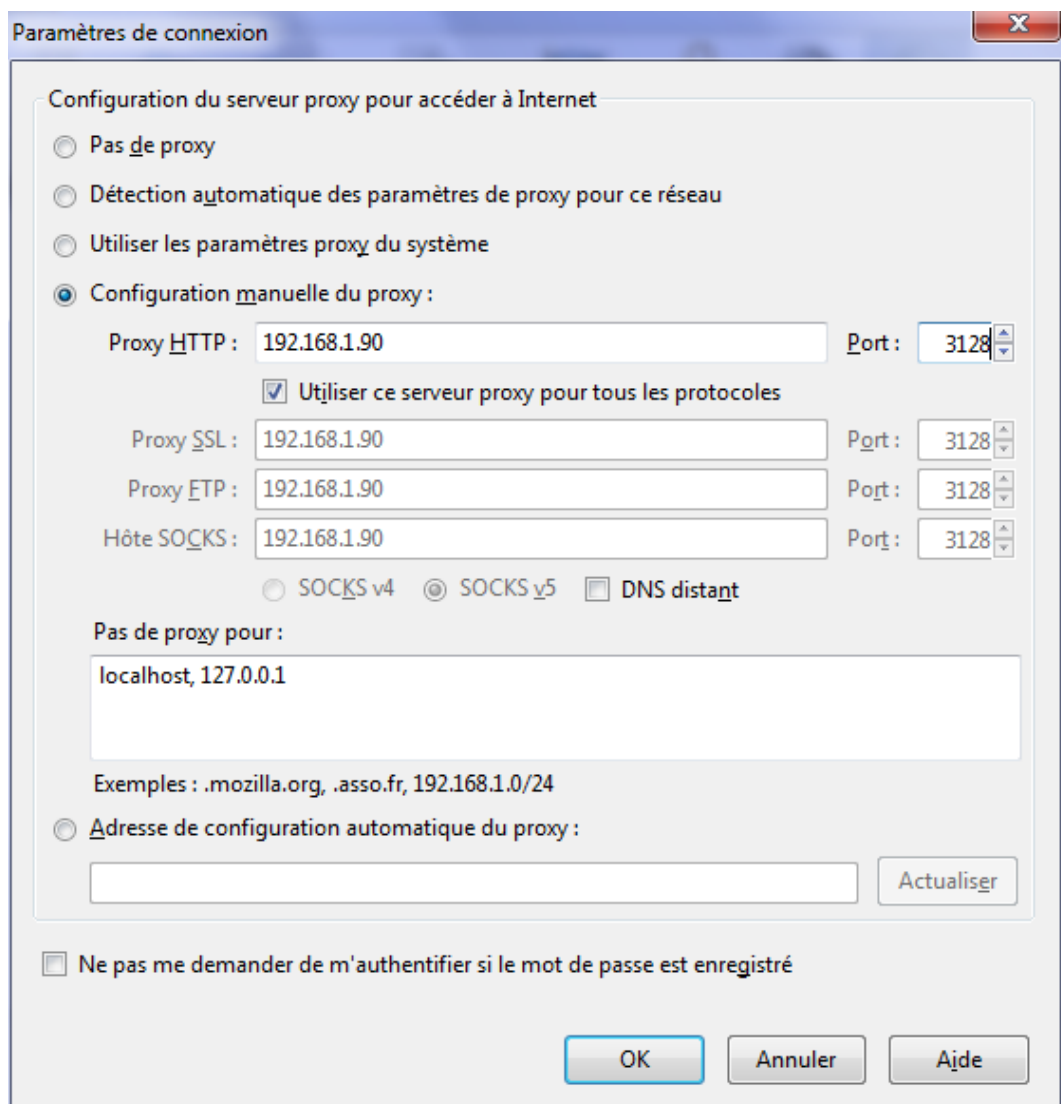 Paramètres de connexion
X
Configuration du serveur proxy pour accéder à Internet
Pas de proxy
Détection automatique des paramètres de proxy pour ce réseau
Utiliser les paramètres proxy du système
Configuration manuelle du proxy :
Proxy HTTP : 192.168.1.90 Port : 3128
Utiliser ce serveur proxy pour tous les protocoles
Proxy SSL : 192.168.1.90 Port : 3128
Proxy FTP : 192.168.1.90 Port : 3128
Hôte SOCKS : 192.168.1.90 Port : 3128
SOCKS v4 SOCKS v5 DNS distant
Pas de proxy pour :
localhost, 127.0.0.1
Exemples : .mozilla.org, .asso.fr, 192.168.1.0/24
Adresse de configuration automatique du proxy :
Actualiser
Ne pas me demander de m'authentifier si le mot de passe est enregistré
OK Annuler Aide